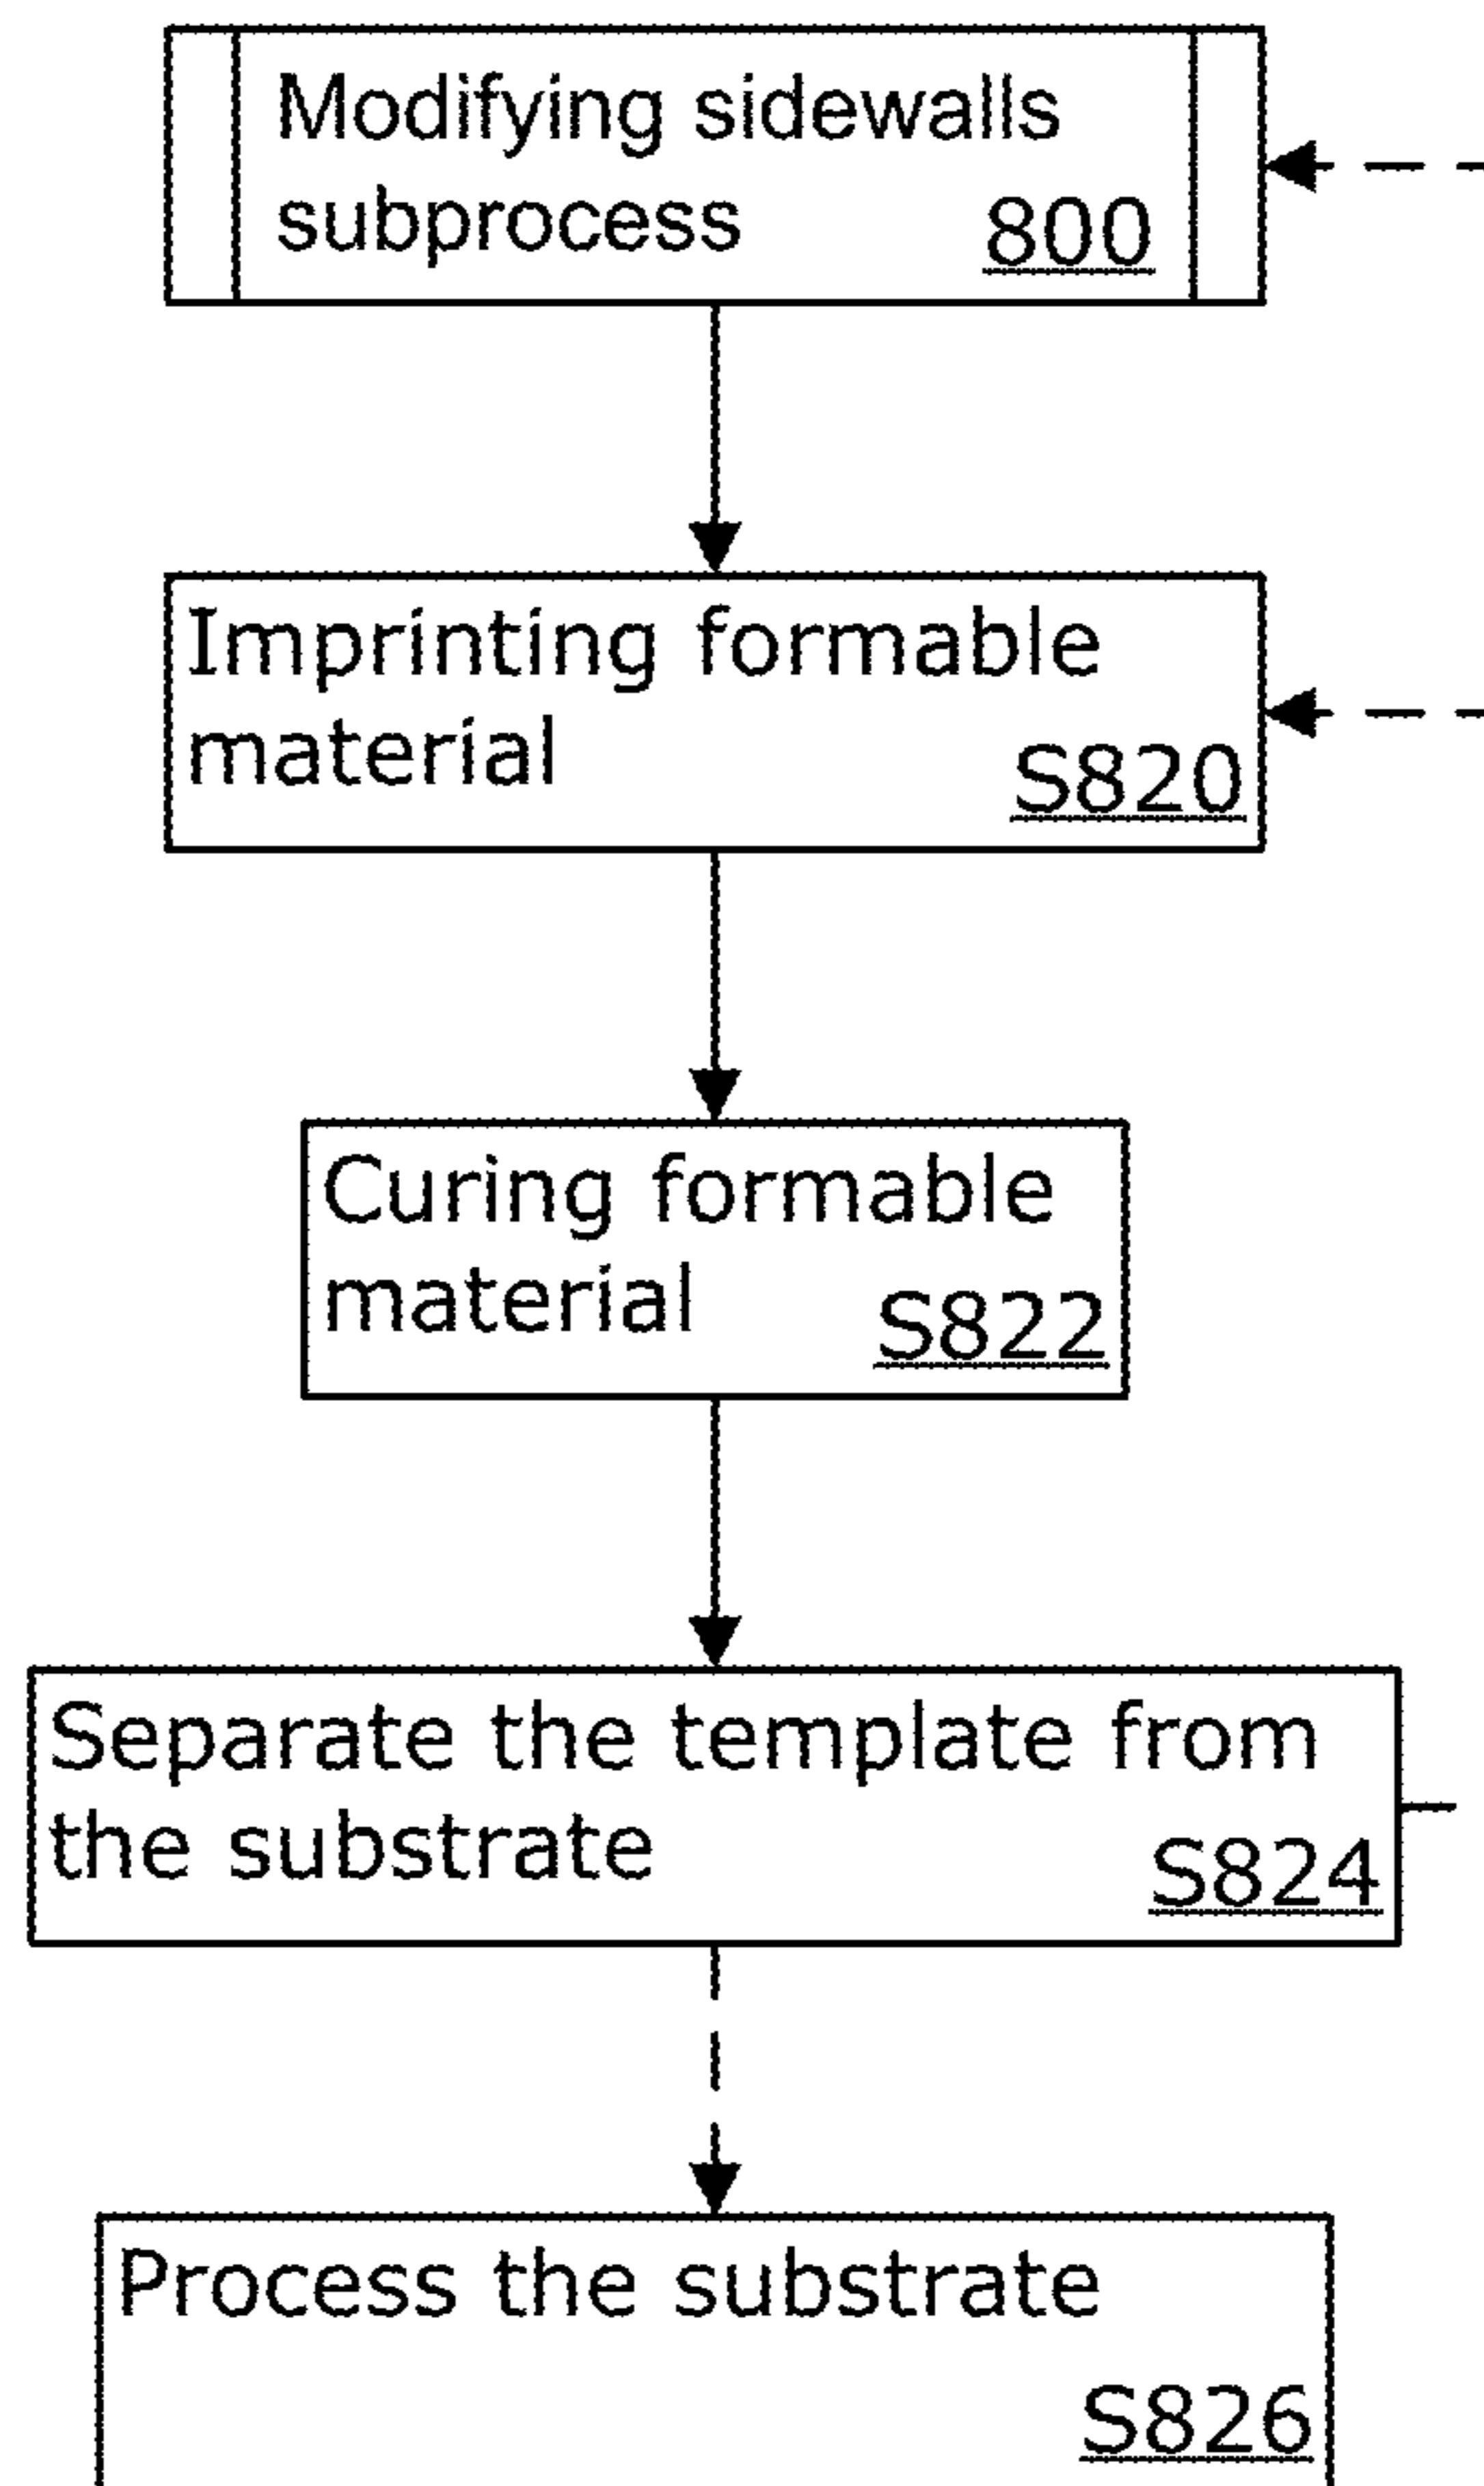 Modifying sidewalls
subprocess 800
Imprinting formable
material S820
Curing formable
material S822
Separate the template from
the substrate S824
Process the substrate
S826